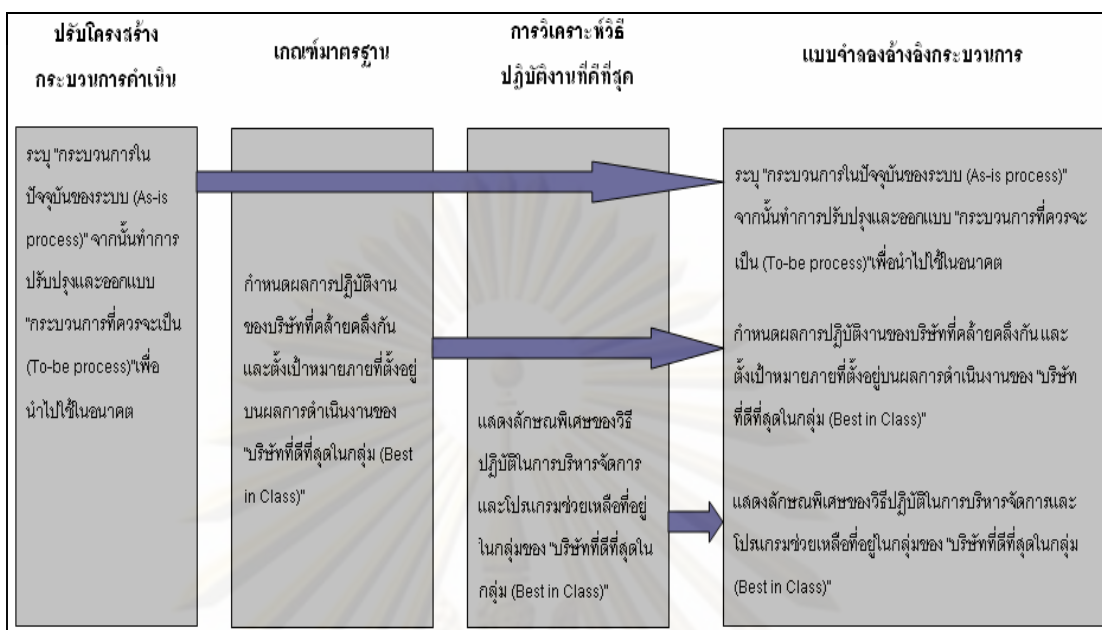 ปรับโครงสร้าง
กระบวนการดำเนิน
ระบุ "กระบวนการใน
ปัจจุบันของระบบ (As-is
process)" จากนั้นทำการ
ปรับปรุงและออกแบบ
"กระบวนการที่ควรจะเป็น
(To-be process)"เพื่อ
นำไปใช้ในอนาคต
เกณฑ์มาตรฐาน
กำหนดผลการปฏิบัติงาน
ของบริษัทที่คล้ายคลึงกัน
และตั้งเป้าหมายภายที่ตั้งอยู่
บนผลการดำเนินงานของ
"บริษัทที่ดีที่สุดในกลุ่ม (Best
in Class)"
การวิเคราะห์วิธี
ปฏิบัติงานที่ดีที่สุด
แสดงลักษณพิเศษของวิธี
ปฏิบัติในการบริหารจัดการ
และโปรแกรมช่วยเหลือที่อยู่
ในกลุ่มของ "บริษัทที่ดีที่สุดใน
กลุ่ม (Best in Class)"
แบบจำลองอ้างอิงกระบวนการ
ระบุ "กระบวนการในปัจจุบันของระบบ (As-is process)"
จากนั้นทำการปรับปรุงและออกแบบ "กระบวนการที่ควรจะ
เป็น (To-be process)"เพื่อนำไปใช้ในอนาคต
กำหนดผลการปฏิบัติงานของบริษัทที่คล้ายคลึงกัน และ
ตั้งเป้าหมายภายที่ตั้งอยู่บนผลการดำเนินงานของ "บริษัท
ที่ดีที่สุดในกลุ่ม (Best in Class)"
แสดงลักษณพิเศษของวิธีปฏิบัติในการบริหารจัดการและ
โปรแกรมช่วยเหลือที่อยู่ในกลุ่มของ "บริษัทที่ดีที่สุดในกลุ่ม
(Best in Class)"